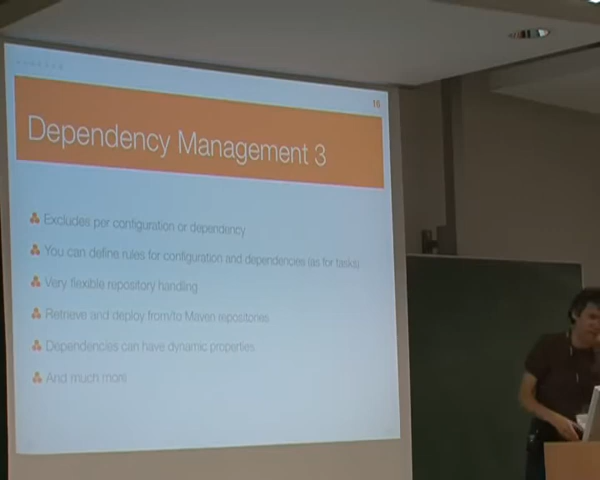 16
Dependency Management 3
Excludes per configuration or dependency
You can define rules for configuration and dependencies (as for tasks)
Very flexible repository handling
Retrieve and deploy from/to Maven repositories
Dependencies can have dynamic properties
And much more